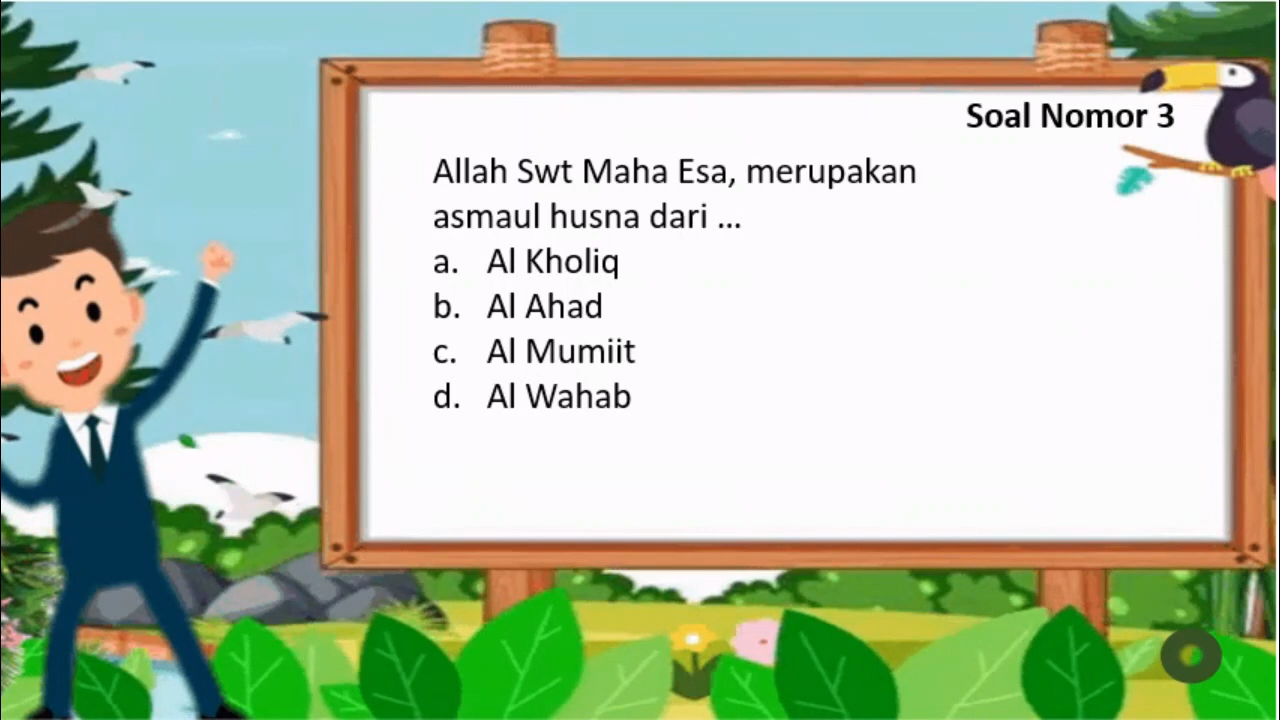 Soal Nomor 3
Allah Swt Maha Esa, merupakan
asmaul husna dari ...
a. Al Kholiq
b. Al Ahad
c. Al Mumiit
d. Al Wahab